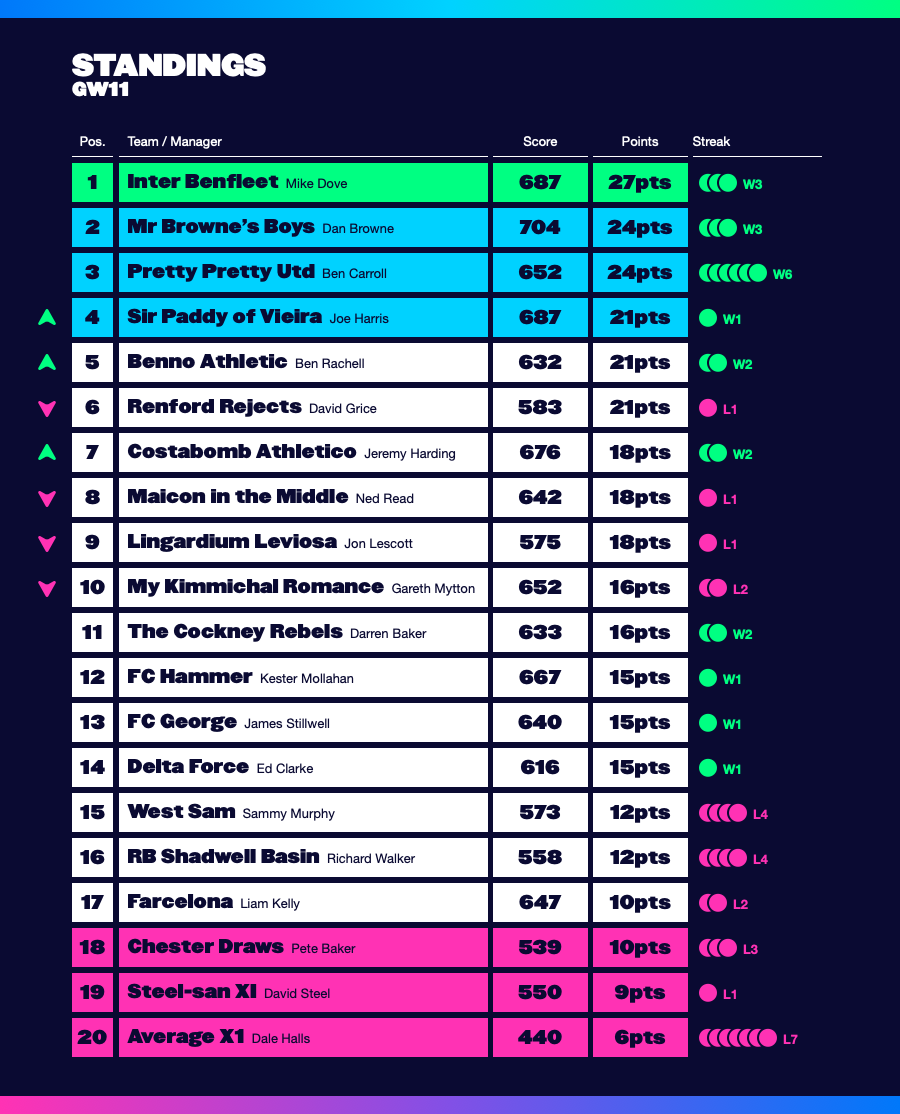 STANDINGS
GW11
Pos. Team / Manager Score Points Streak
1 Inter Benfleet Mike Dove 687 27pts W3
2 Mr Browne’s Boys Dan Browne 704 24pts W3
3 Pretty Pretty Utd Ben Carroll 652 24pts W6
4 Sir Paddy of Vieira Joe Harris 687 21pts W1
5 Benno Athletic Ben Rachell 632 21pts W2
6 Renford Rejects David Grice 583 21pts L1
7 Costabomb Athletico Jeremy Harding 676 18pts W2
8 Maicon in the Middle Ned Read 642 18pts L1
9 Lingardium Leviosa Jon Lescott 575 18pts L1
10 My Kimmichal Romance Gareth Mytton 652 16pts L2
11 The Cockney Rebels Darren Baker 633 16pts W2
12 FC Hammer Kester Mollahan 667 15pts W1
13 FC George James Stillwell 640 15pts W1
14 Delta Force Ed Clarke 616 15pts W1
15 West Sam Sammy Murphy 573 12pts L4
16 RB Shadwell Basin Richard Walker 558 12pts L4
17 Farcelona Liam Kelly 647 10pts L2
18 Chester Draws Pete Baker 539 10pts L3
19 Steel-san XI David Steel 550 9pts L1
20 Average X1 Dale Halls 440 6pts L7